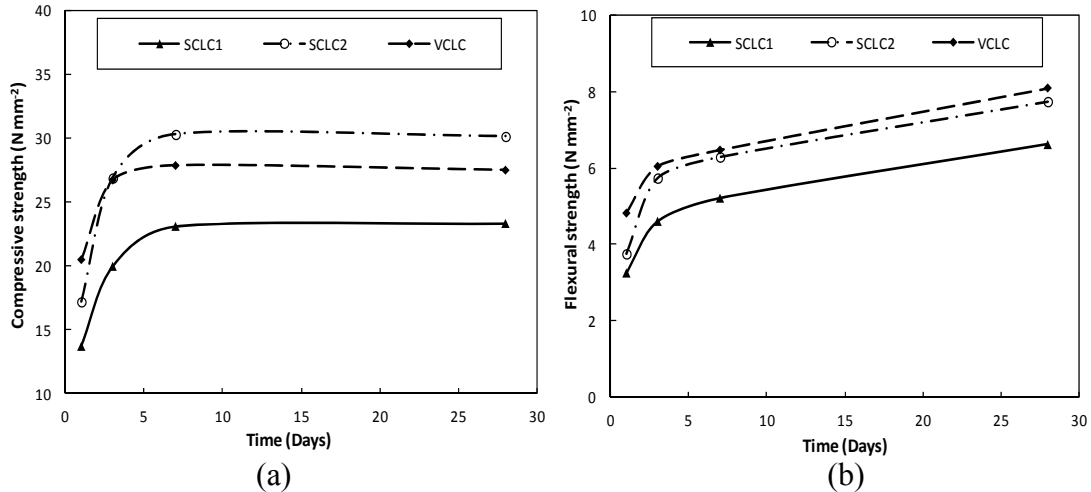 SCLC1 SCLC2 VCLC
Compressive strength (N mm-2)
40
35
30
25
20
15
10
0 5 10 15 20 25 30
Time (Days)
(a)
SCLC1 SCLC2 VCLC
Flexural strength (N mm-2)
10
8
6
4
2
0
0 5 10 15 20 25 30
Time (Days)
(b)